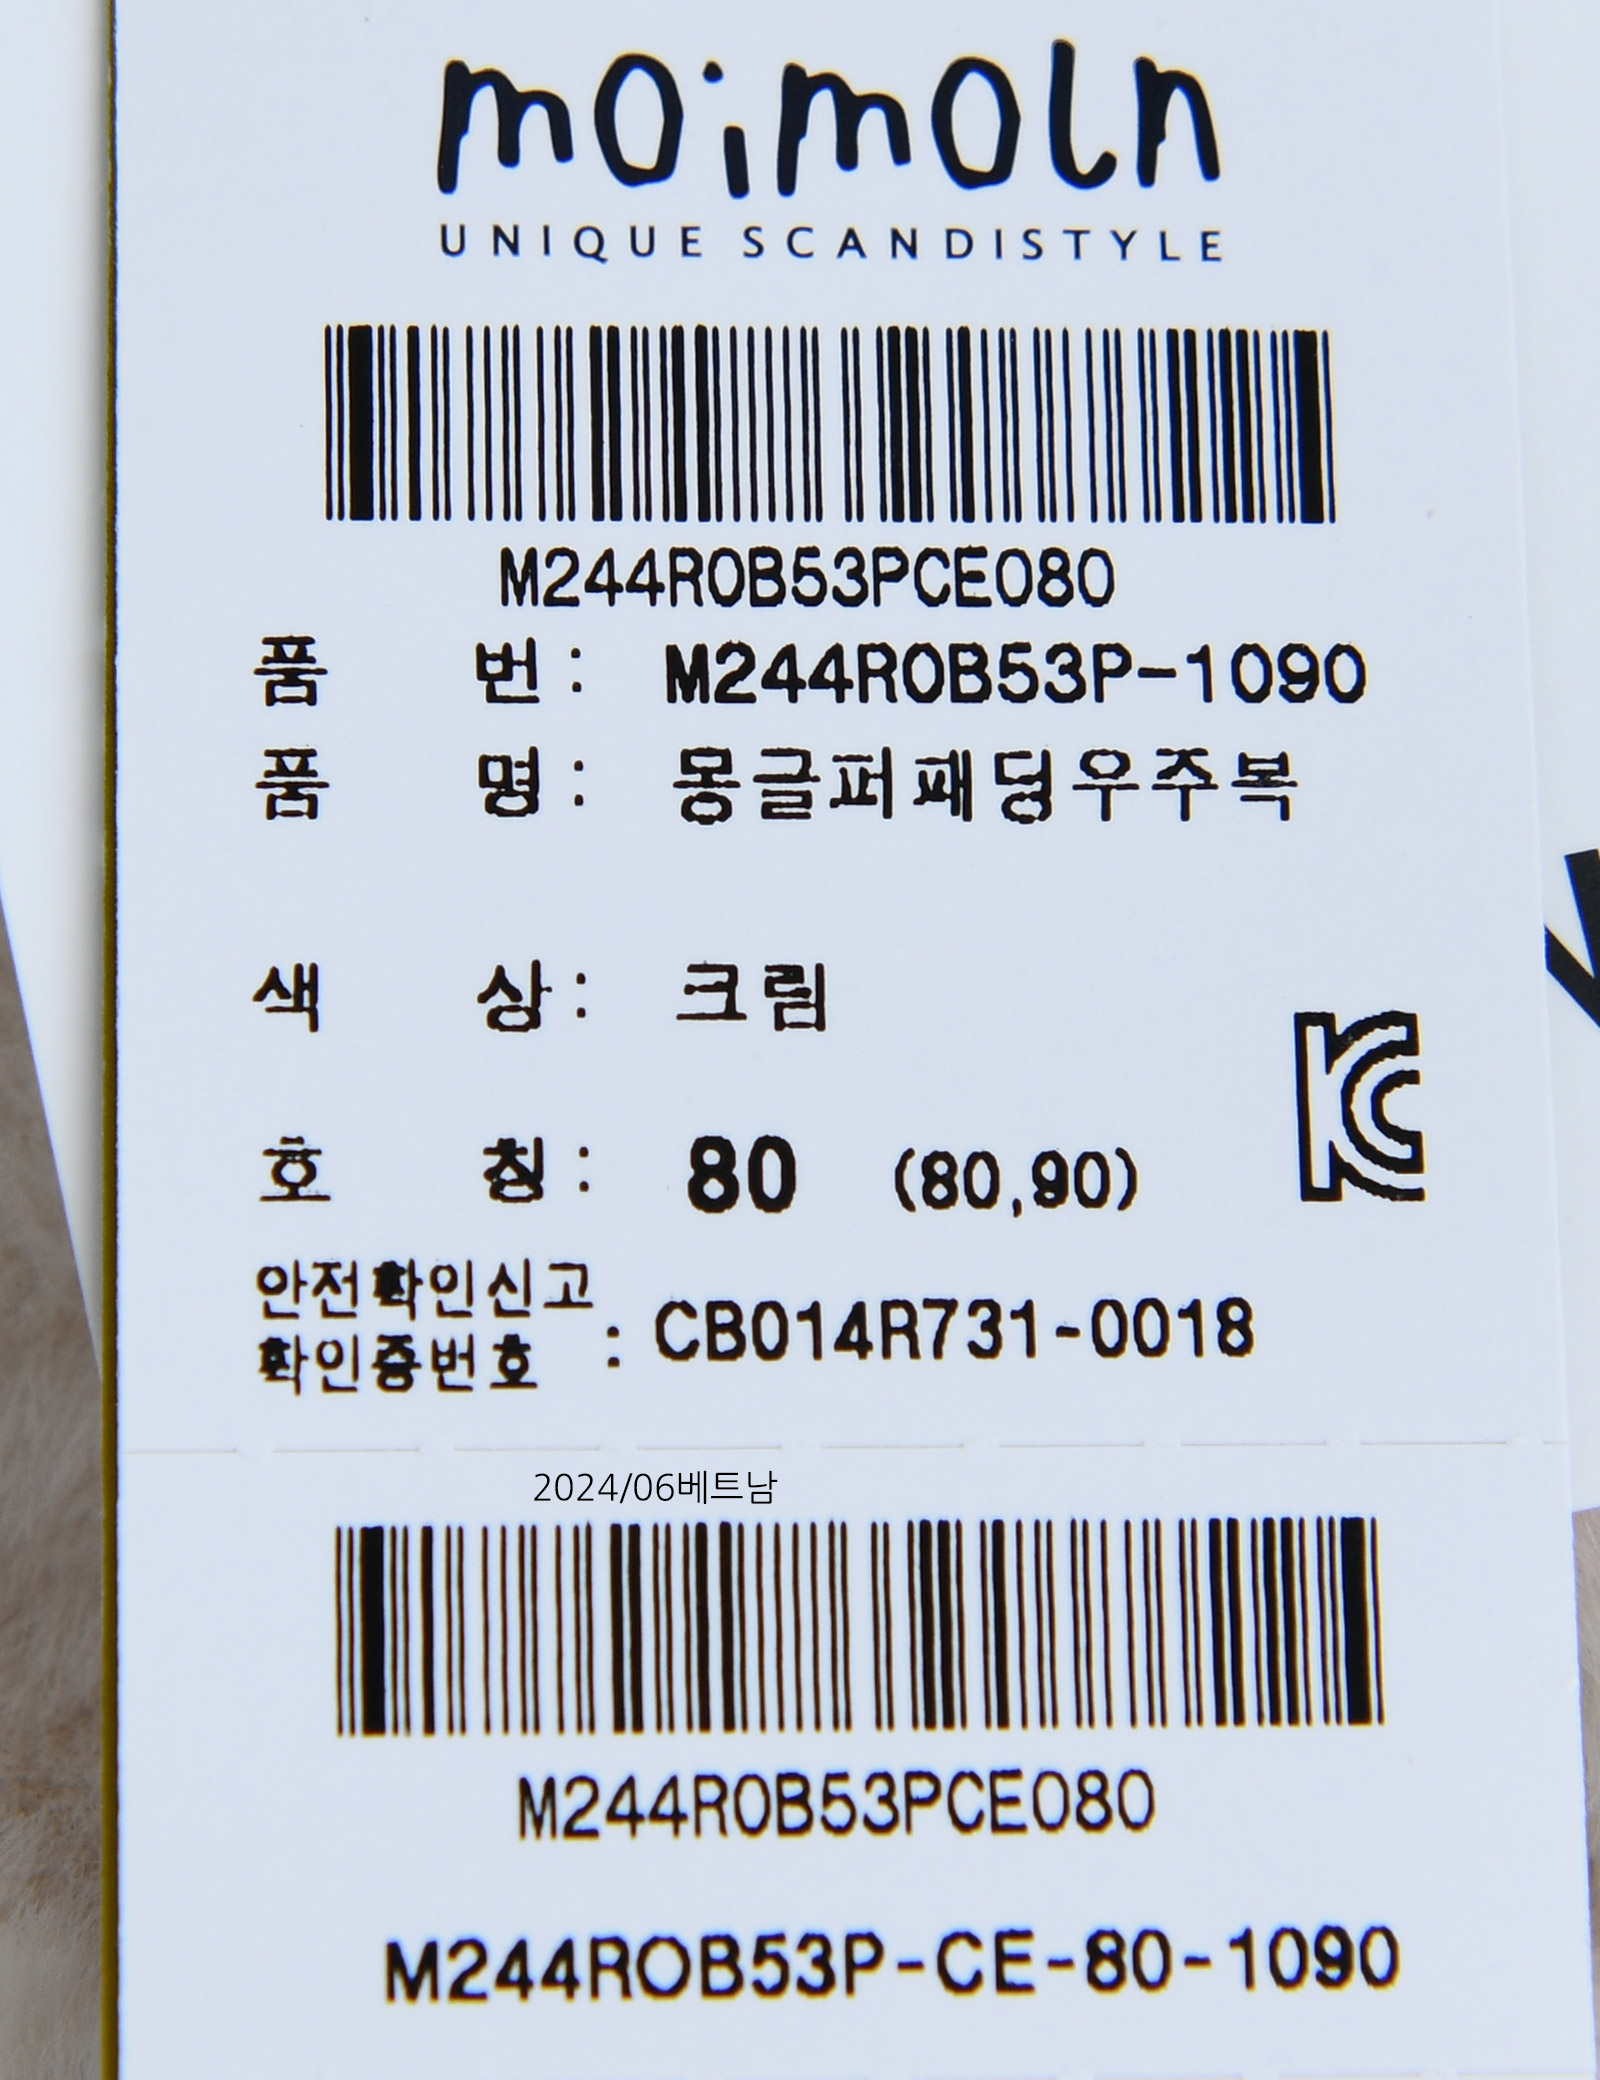 moimoln
UNIQUE SCANDISTYLE
M244ROB53PCE080
품 번 : M244ROB53P-1090
품 명 : 몽글퍼패딩우주복
색 상 : 크림
호 칭 : 80 (80,90)
안전확인신고
확인증번호 : CB014R731-0018
2024/06베트남
M244ROB53PCE080
M244ROB53P-CE-80-1090